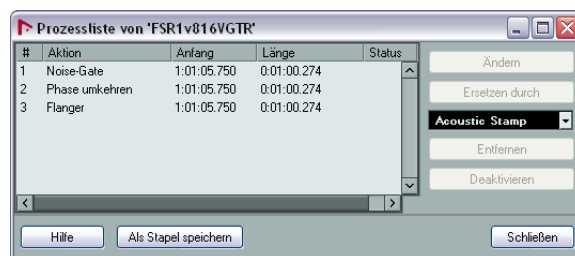 Prozessliste von "FSR1v816VGTR"
# Aktion Anfang Länge Status
1 Noise-Gate 1:01:05.750 0:01:00.274
2 Phase umkehren 1:01:05.750 0:01:00.274
3 Flanger 1:01:05.750 0:01:00.274
Ändern
Ersetzen durch
Acoustic Stamp
Entfernen
Deaktivieren
Hilfe Als Stapel speichern Schließen